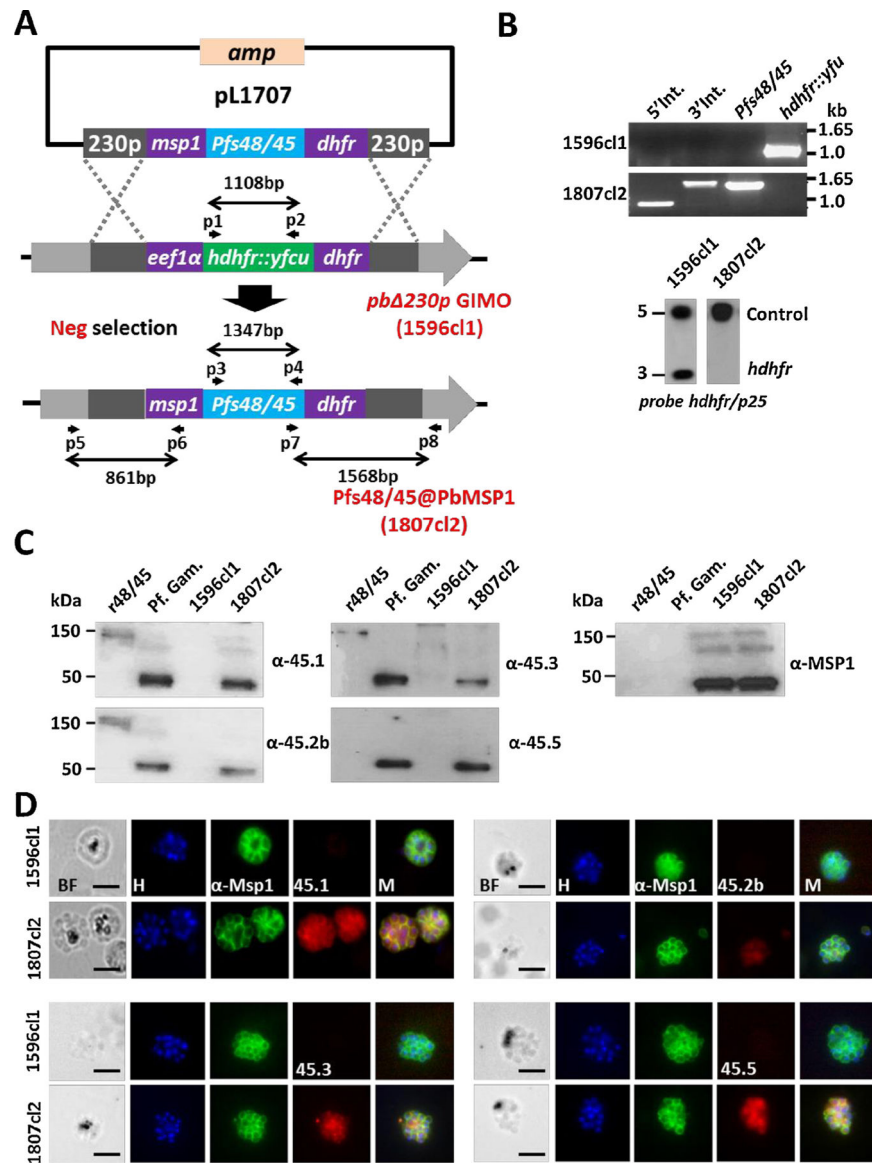 A
amp
pL1707
230p msp1 Pfs48/45 dhfr 230p
1108bp
p1 p2
eef1α hdhfr::yfcu dhfr
pbΔ230p GIMO
(1596cl1)
Neg selection
1347bp
p3 p4
msp1 Pfs48/45 dhfr
p5 p6 p7 p8
861bp 1568bp
Pfs48/45@PbMSP1
(1807cl2)
B
5'Int. 3'Int. Pfs48/45 hdhfr::yfu
kb
1596cl1 1.65
1.0
1807cl2 1.65
1.0
1596cl1 1807cl2
5 Control
3 hdhfr
probe hdhfr/p25
C
kDa r48/45 Pf. Gam. 1596cl1 1807cl2
150
50
α-45.1
150
50
α-45.2b
r48/45 Pf. Gam. 1596cl1 1807cl2
α-45.3
α-45.5
kDa r48/45 Pf. Gam. 1596cl1 1807cl2
150
50
α-MSP1
D
1596cl1 BF H α-Msp1 45.1 M
BF H α-Msp1 45.2b M
1807cl2
1596cl1 45.3
45.5
1807cl2